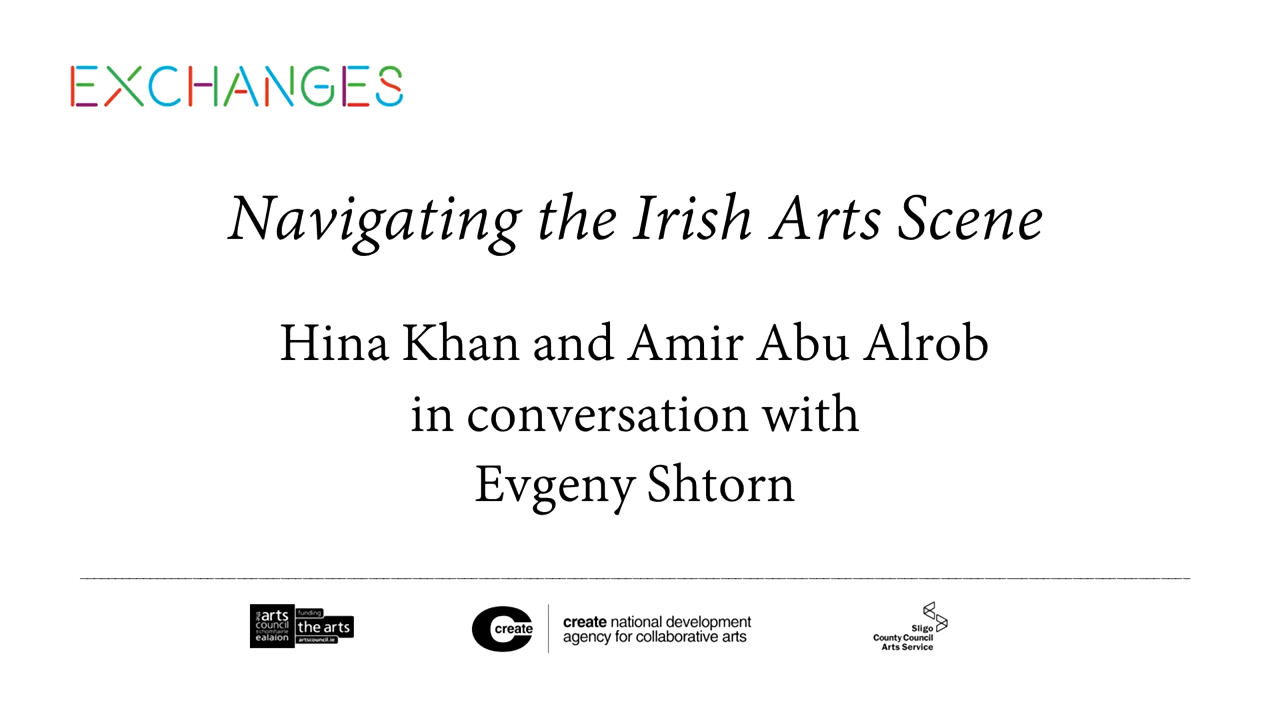 EXCHANGES
Navigating the Irish Arts Scene
Hina Khan and Amir Abu Alrob
in conversation with
Evgeny Shtorn
the
arts
council
schomhairle
ealaíon
funding
the arts
artscouncil.ie
create
create national development
agency for collaborative arts
Sligo
County Council
Arts Service